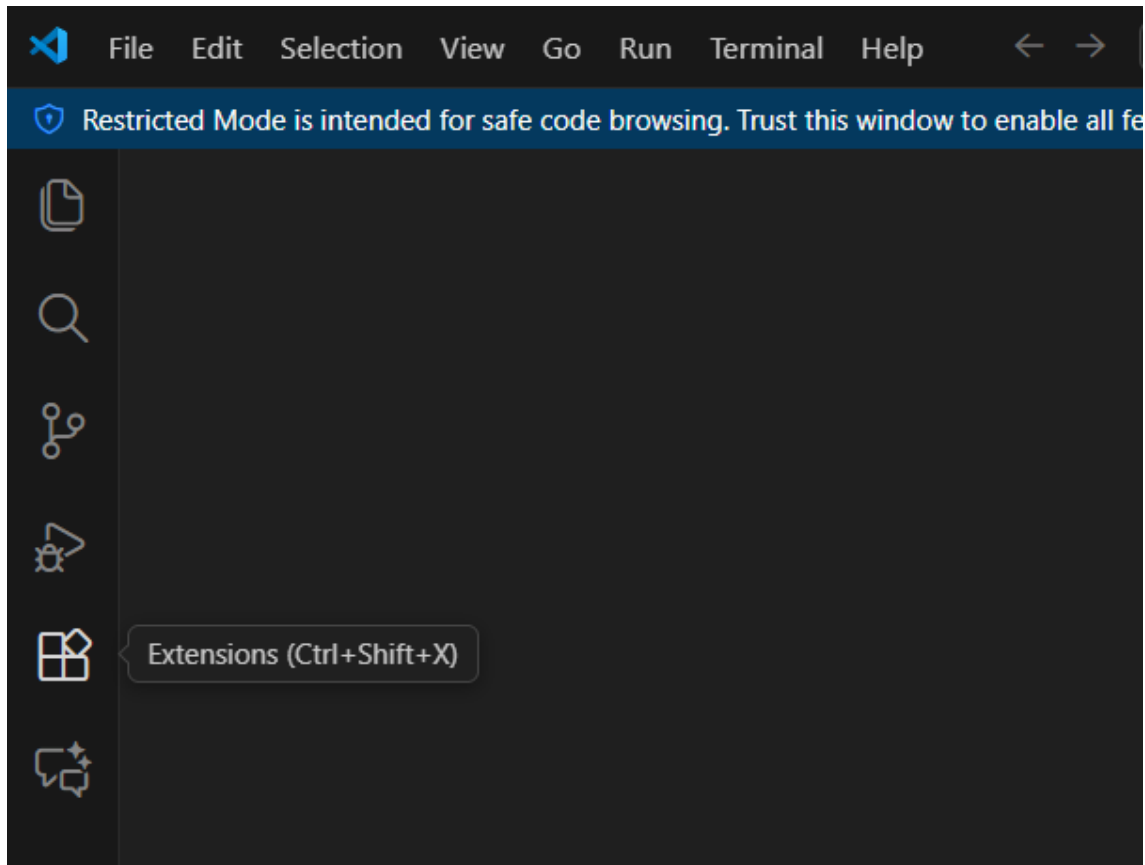 File Edit Selection View Go Run Terminal Help
Restricted Mode is intended for safe code browsing. Trust this window to enable all
Extensions (Ctrl+Shift+X)